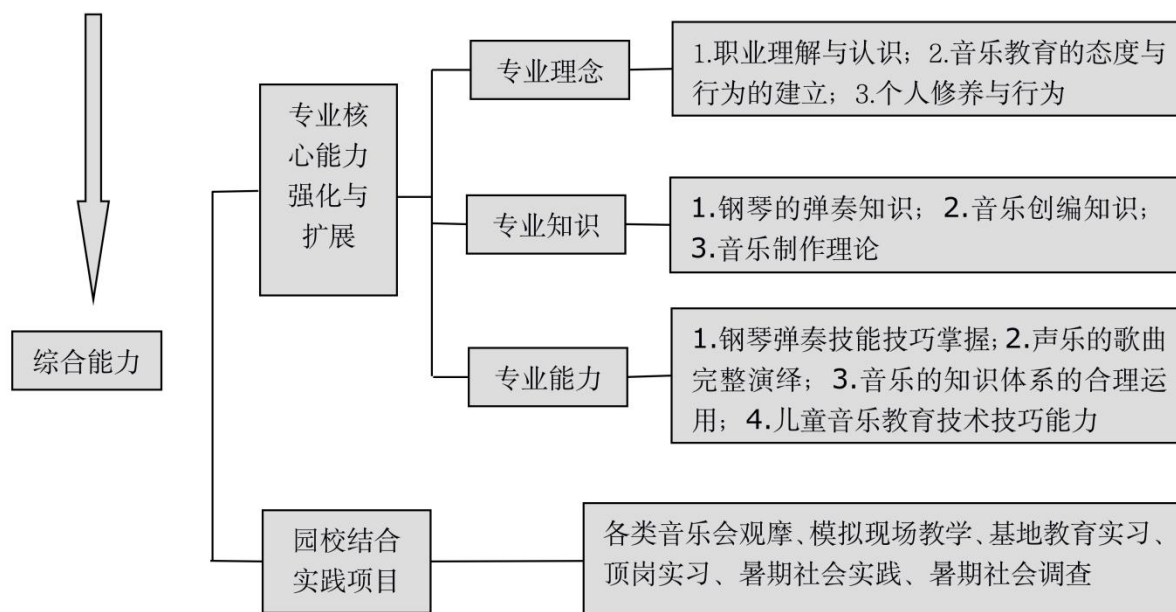 专业理念
1.职业理解与认识；2.音乐教育的态度与
行为的建立；3.个人修养与行为
专业核
心能力
强化与
扩展
专业知识
1.钢琴的弹奏知识；2.音乐创编知识；
3.音乐制作理论
综合能力
专业能力
1.钢琴弹奏技能技巧掌握；2.声乐的歌曲
完整演绎；3.音乐的知识体系的合理运
用；4.儿童音乐教育技术技巧能力
园校结合
实践项目
各类音乐会观摩、模拟现场教学、基地教育实习、
顶岗实习、暑期社会实践、暑期社会调查